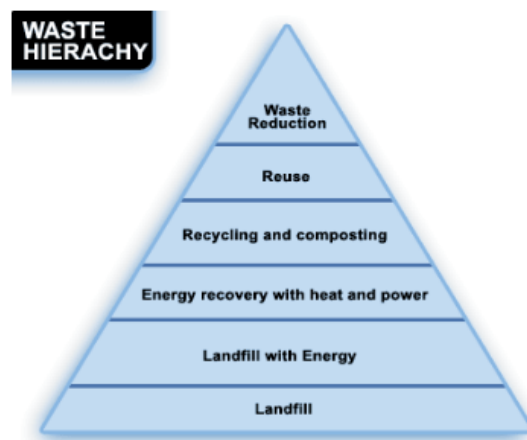 WASTE
HIERACHY
Waste
Reduction
Reuse
Recycling and composting
Energy recovery with heat and power
Landfill with Energy
Landfill